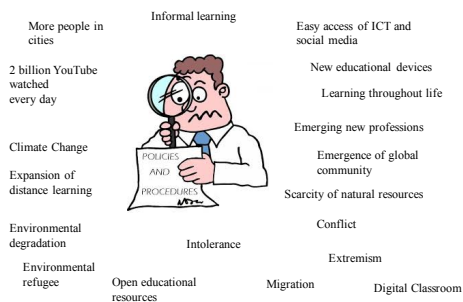 Informal learning
More people in
cities
Easy access of ICT and
social media
2 billion YouTube
watched
every day
New educational devices
Learning throughout life
Emerging new professions
Climate Change
POLICIES
AND
PROCEDURES
Emergence of global
community
Expansion of
distance learning
Scarcity of natural resources
Environmental
degradation
Conflict
Intolerance
Extremism
Environmental
refugee
Open educational
resources
Migration
Digital Classroom